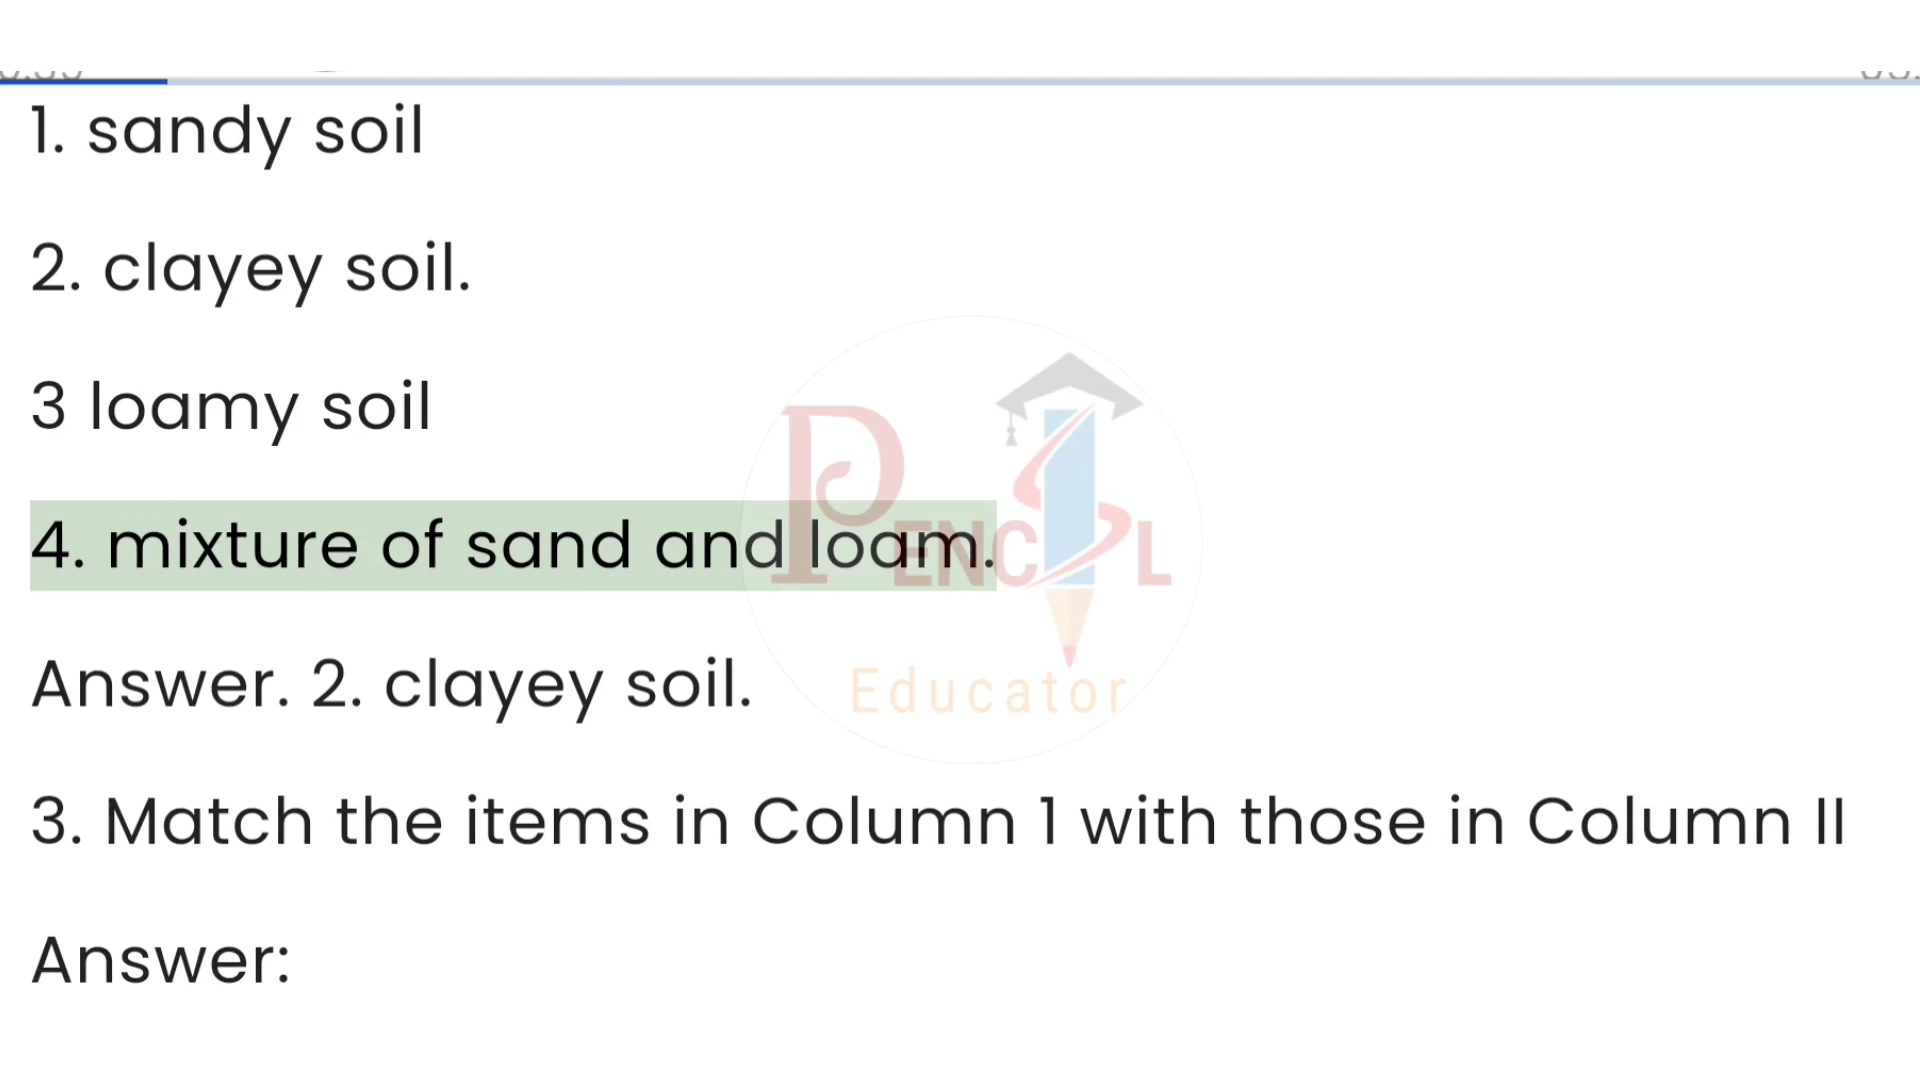 1. sandy soil
2. clayey soil.
3 loamy soil
4. mixture of sand and loam.
PENCIL
Answer. 2. clayey soil.
Educator
3. Match the items in Column 1 with those in Column II
Answer: